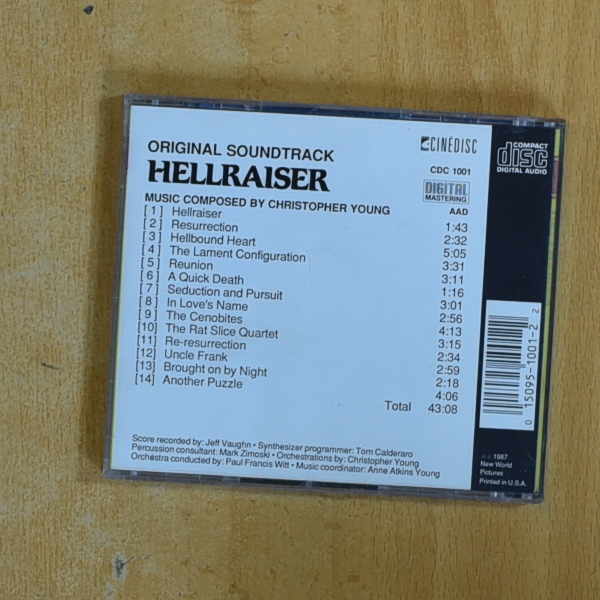 ORIGINAL SOUNDTRACK
HELLRAISER
MUSIC COMPOSED BY CHRISTOPHER YOUNG
CINÉDISC
CDC 1001
DIGITAL
MASTERING
AAD
[1] Hellraiser 1:43
[2] Resurrection 2:32
[3] Hellbound Heart 5:05
[4] The Lament Configuration 3:31
[5] Reunion 3:11
[6] A Quick Death 1:16
[7] Seduction and Pursuit 3:01
[8] In Love's Name 2:56
[9] The Cenobites 4:13
[10] The Rat Slice Quartet 3:15
[11] Re-resurrection 2:34
[12] Uncle Frank 2:59
[13] Brought on by Night 2:18
[14] Another Puzzle 4:06
Total 43:08
Score recorded by: Jeff Vaughn • Synthesizer programmer: Tom Calderaro
Percussion consultant: Mark Zimoski • Orchestrations by: Christopher Young
Orchestra conducted by: Paul Francis Witt • Music coordinator: Anne Atkins Young
COMPACT
disc
DIGITAL AUDIO
0 15095-1001-2 2
1987
New World
Pictures
Printed in U.S.A.